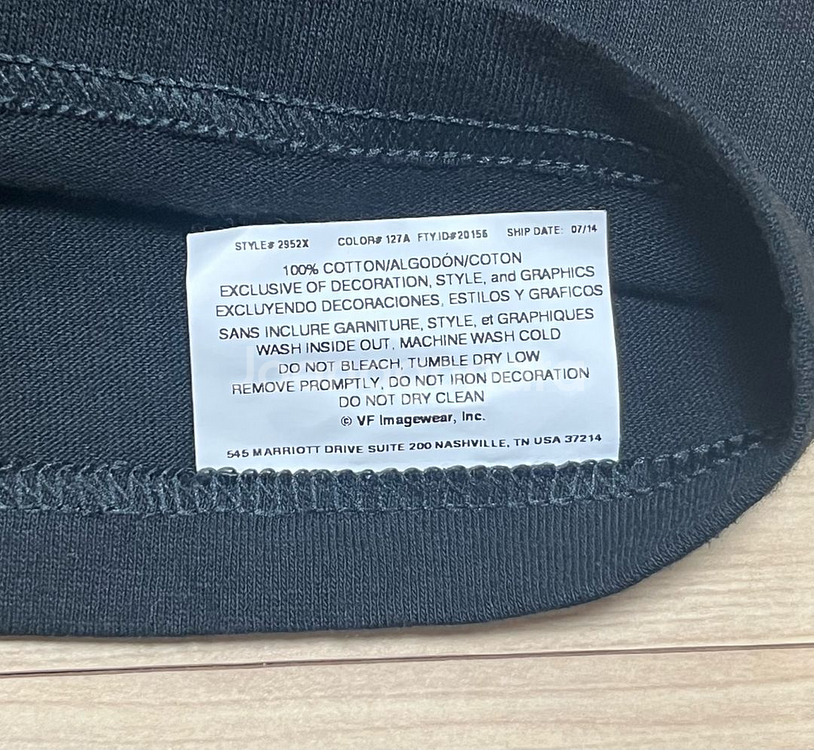 STYLE# 2952X COLOR# 127A FTY.ID#20156 SHIP DATE: 07/14
100% COTTON/ALGODÓN/COTON
EXCLUSIVE OF DECORATION, STYLE, and GRAPHICS
EXCLUYENDO DECORACIONES, ESTILOS Y GRAFICOS
SANS INCLURE GARNITURE, STYLE, et GRAPHIQUES
WASH INSIDE OUT, MACHINE WASH COLD
DO NOT BLEACH, TUMBLE DRY LOW
REMOVE PROMPTLY, DO NOT IRON DECORATION
DO NOT DRY CLEAN
© VF Imagewear, Inc.
545 MARRIOTT DRIVE SUITE 200 NASHVILLE, TN USA 37214